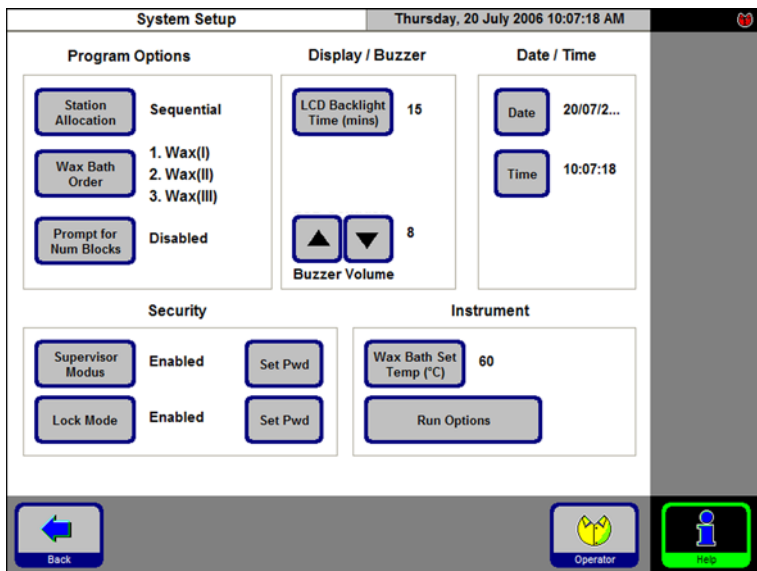 System Setup
Thursday, 20 July 2006 10:07:18 AM
Program Options
Display / Buzzer
Date / Time
Station
Allocation
Sequential
LCD Backlight
Time (mins)
15
Date
20/07/2...
Wax Bath
Order
1. Wax(I)
2. Wax(II)
3. Wax(III)
Time
10:07:18
Prompt for
Num Blocks
Disabled
8
Buzzer Volume
Security
Instrument
Supervisor
Modus
Enabled
Set Pwd
Wax Bath Set
Temp (°C)
60
Lock Mode
Enabled
Set Pwd
Run Options
Back
Operator
Help